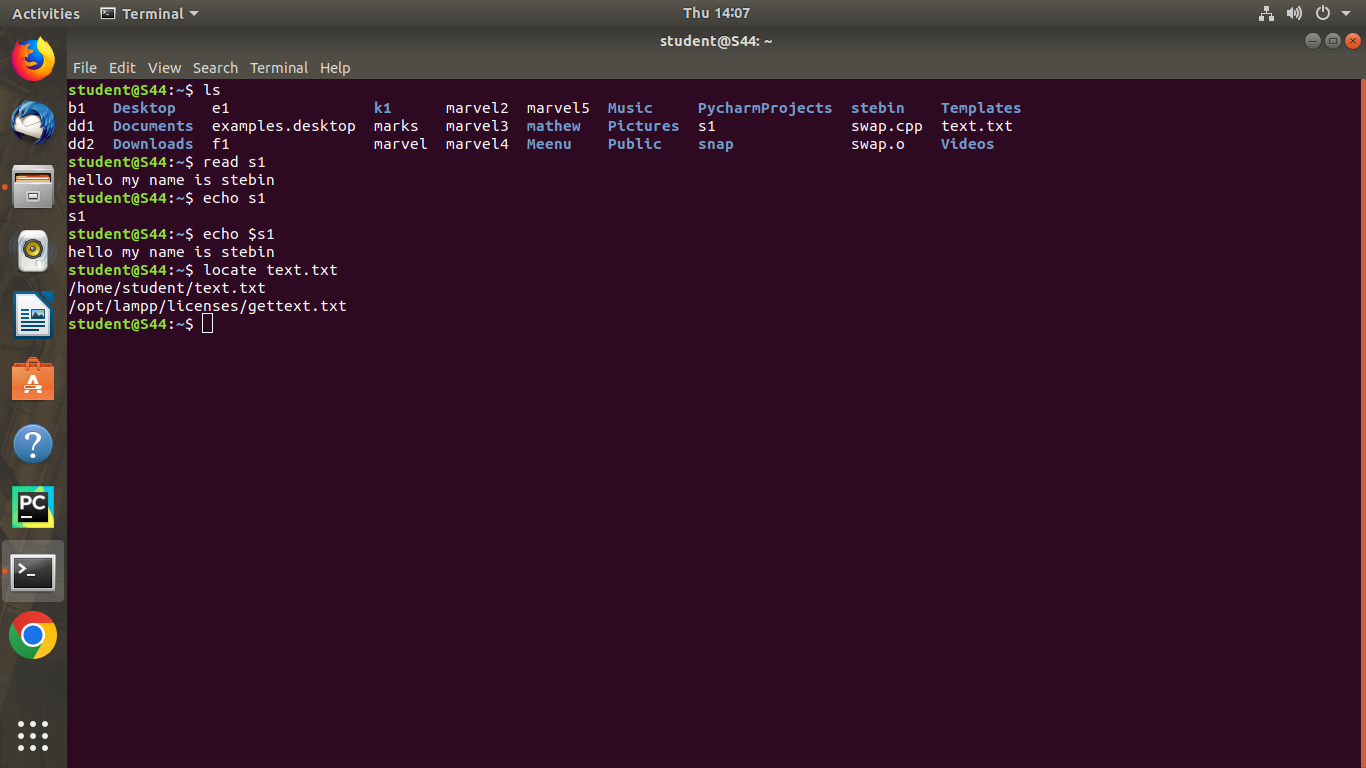 Activities Terminal Thu 14:07
student@S44: ~
File Edit View Search Terminal Help
student@S44:~$ ls
b1 Desktop e1 k1 marvel2 marvel5 Music PycharmProjects stebin Templates
dd1 Documents examples.desktop marks marvel3 mathew Pictures s1 swap.cpp text.txt
dd2 Downloads f1 marvel marvel4 Meenu Public snap swap.o Videos
student@S44:~$ read s1
hello my name is stebin
student@S44:~$ echo s1
s1
student@S44:~$ echo $s1
hello my name is stebin
student@S44:~$ locate text.txt
/home/student/text.txt
/opt/lampp/licenses/gettext.txt
student@S44:~$
PC